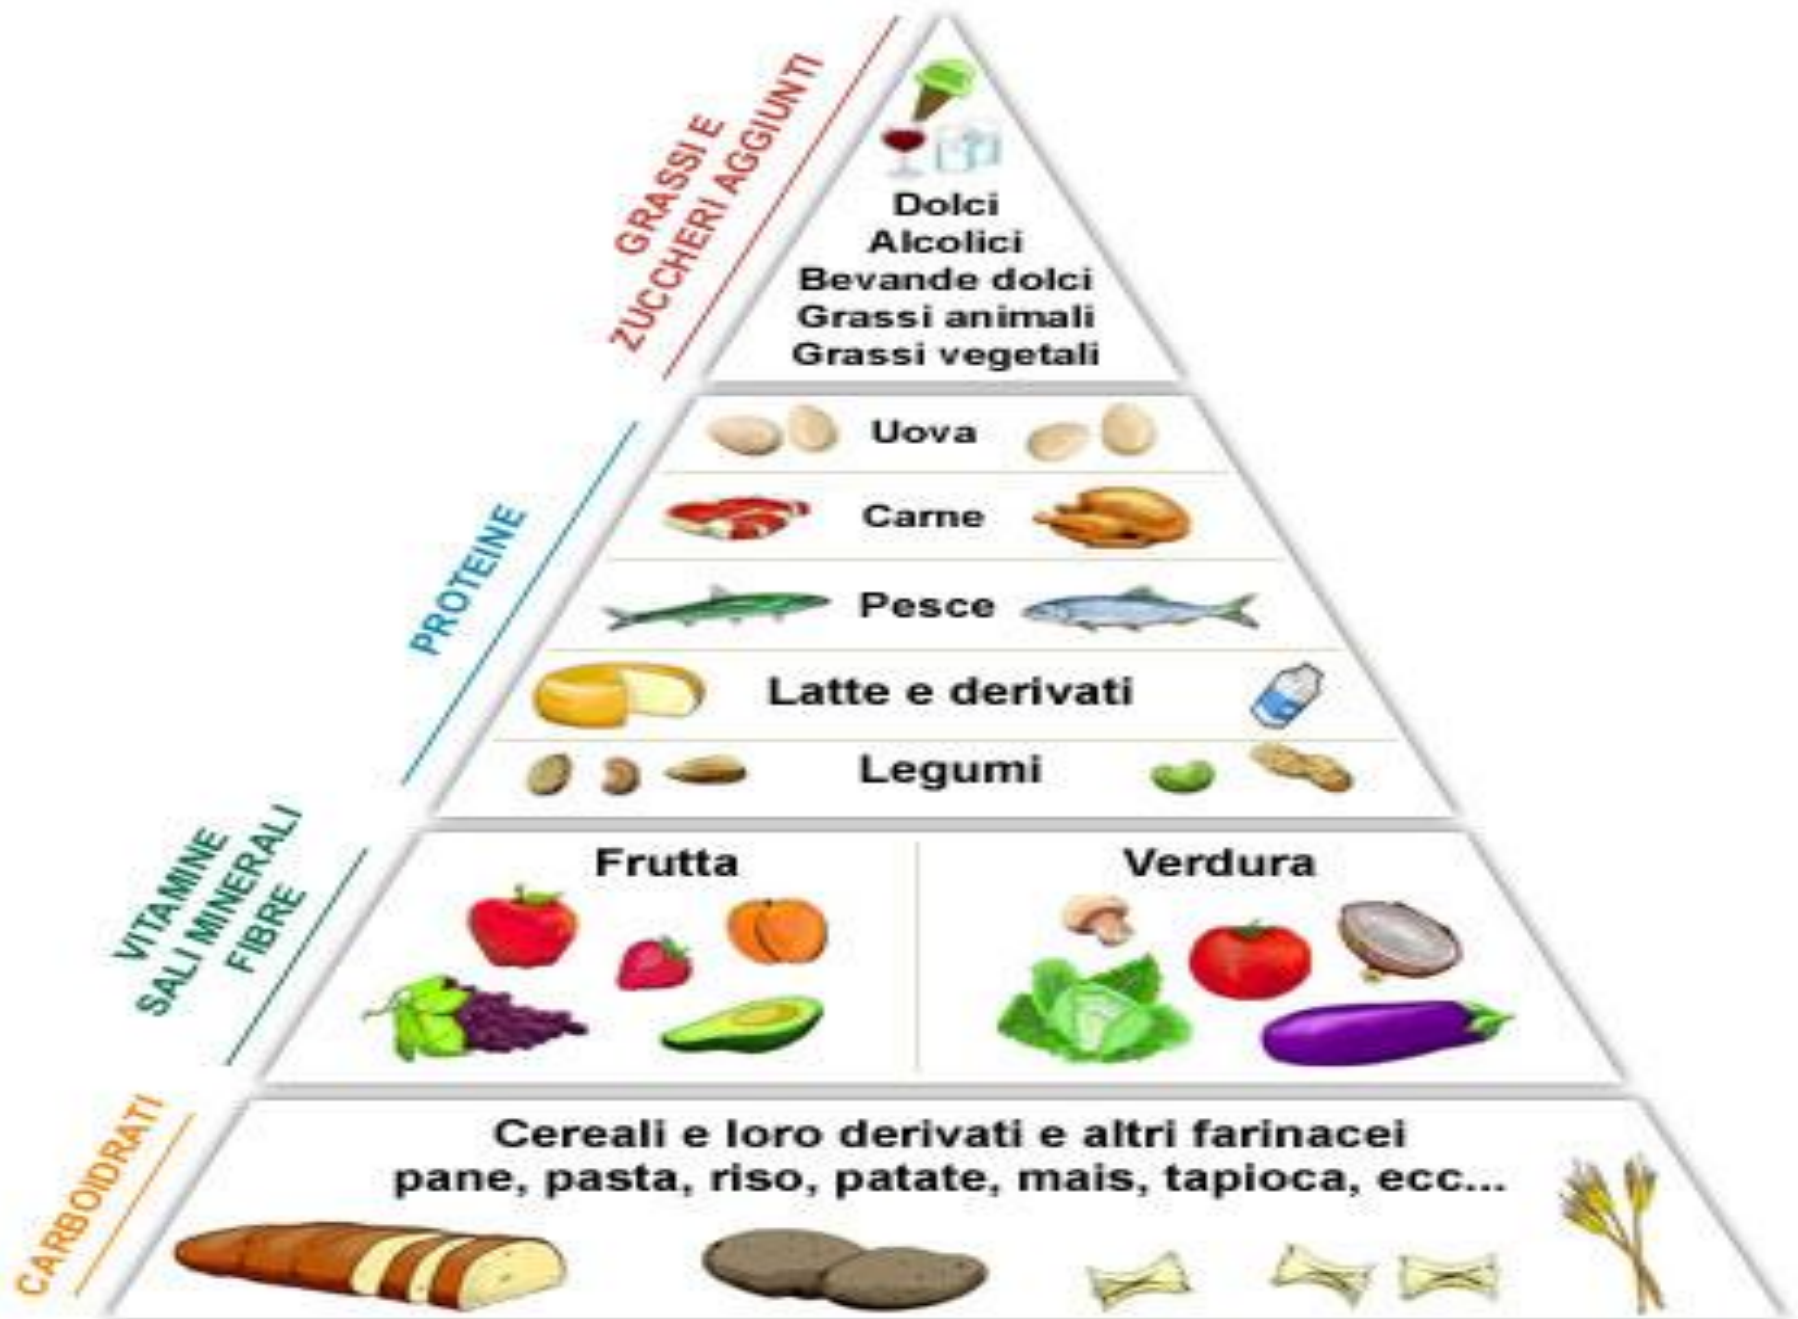 GRASSI E
ZUCCHERI AGGIUNTI
Dolci
Alcolici
Bevande dolci
Grassi animali
Grassi vegetali
PROTEINE
Uova
Carne
Pesce
Latte e derivati
Legumi
VITAMINE
SALI MINERALI
FIBRE
Frutta
Verdura
CARBOIDRATI
Cereali e loro derivati e altri farinacei
pane, pasta, riso, patate, mais, tapioca, ecc...